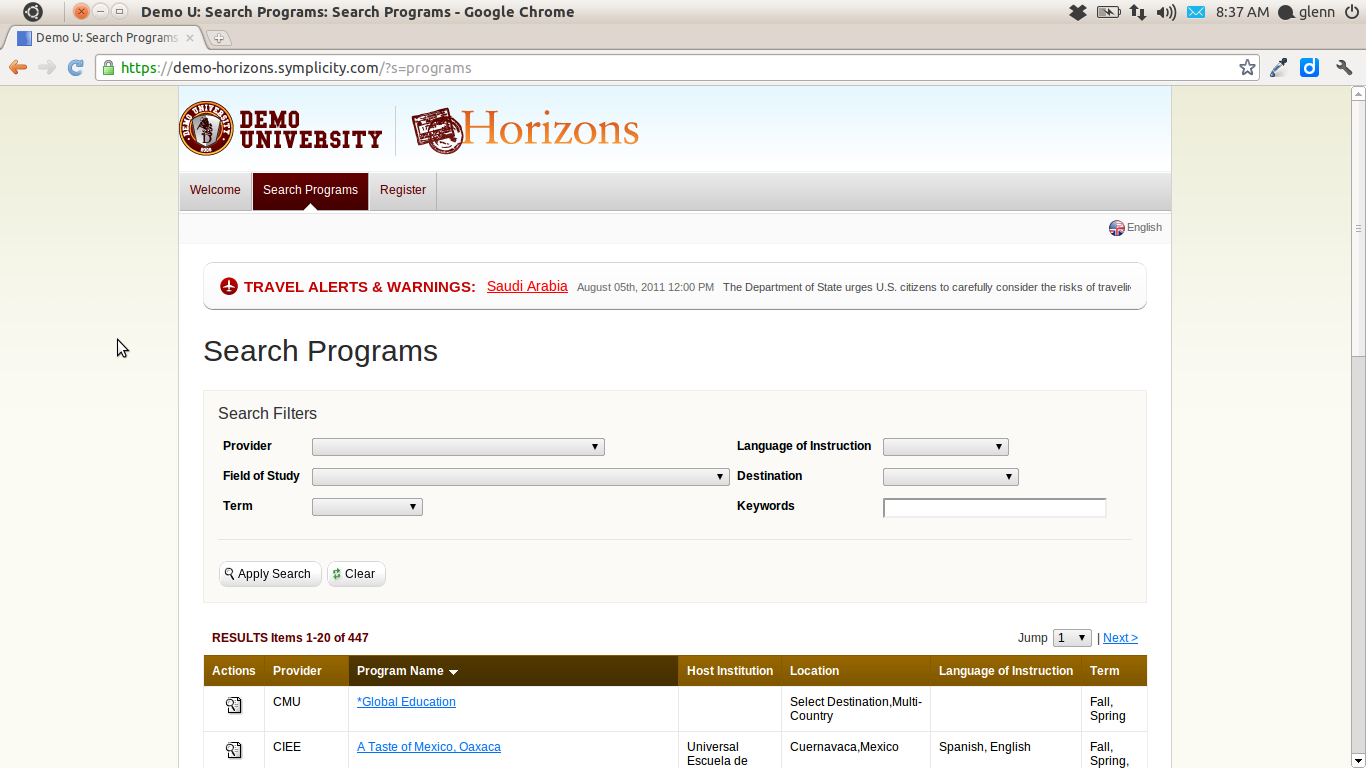 Demo U: Search Programs: Search Programs - Google Chrome
8:37 AM glenn
Demo U: Search Programs
https://demo-horizons.symplicity.com/?s=programs
DEMO UNIVERSITY
DEMO
UNIVERSITY
Horizons
Welcome Search Programs Register
English
TRAVEL ALERTS & WARNINGS: Saudi Arabia August 05th, 2011 12:00 PM The Department of State urges U.S. citizens to carefully consider the risks of travelin
Search Programs
Search Filters
Provider Language of Instruction
Field of Study Destination
Term Keywords
Apply Search Clear
RESULTS Items 1-20 of 447 Jump 1 | Next >
Actions Provider Program Name Host Institution Location Language of Instruction Term
CMU *Global Education Select Destination,Multi-
Country Fall,
Spring
CIEE A Taste of Mexico, Oaxaca Universal
Escuela de Cuernavaca,Mexico Spanish, English Fall,
Spring,